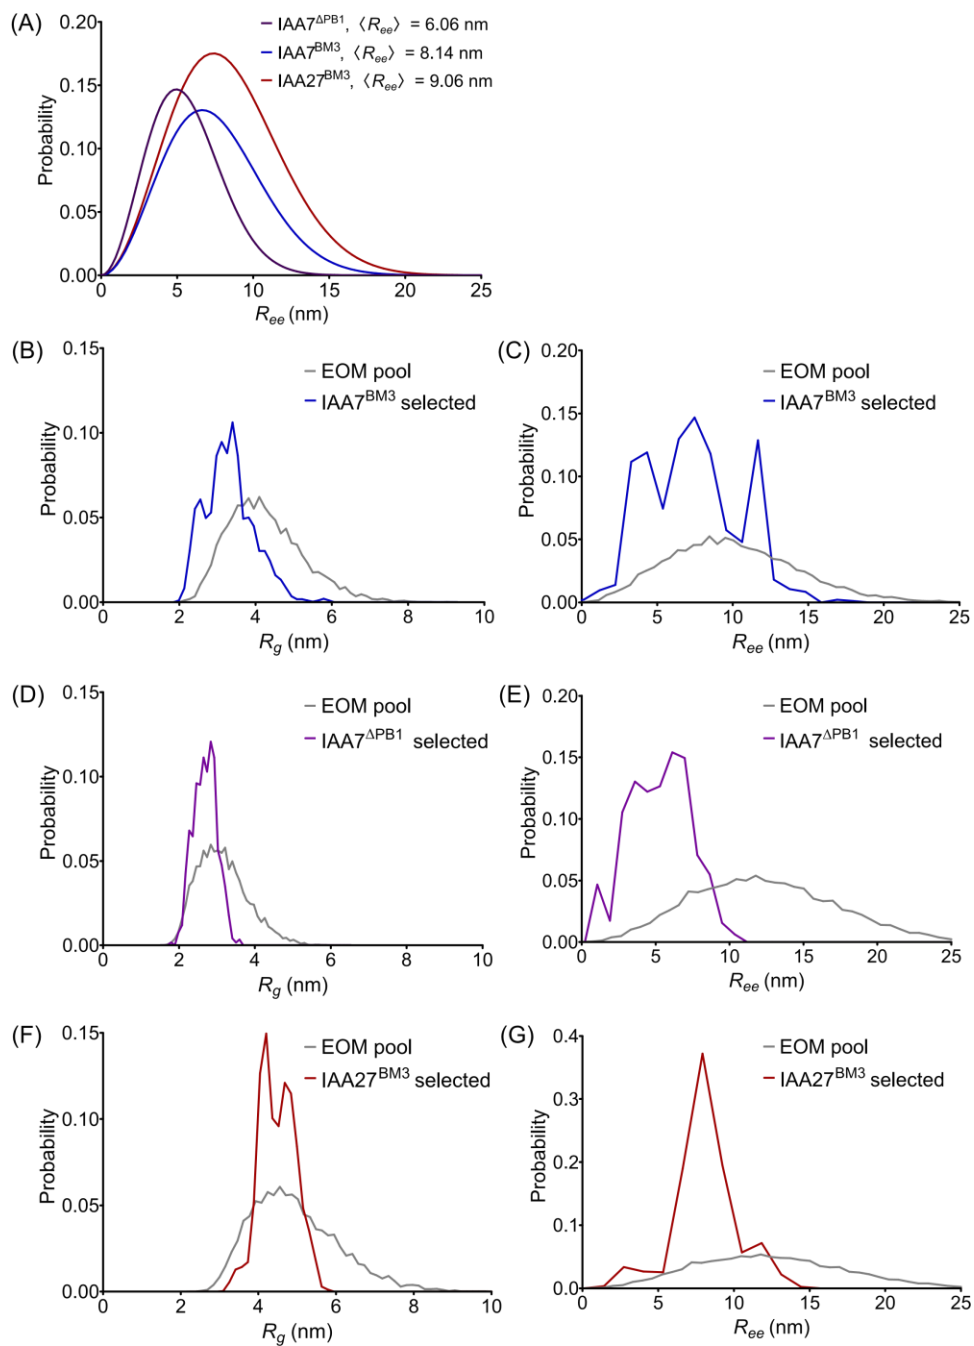 (A)
IAA7ΔPB1, ⟨Ree⟩ = 6.06 nm
IAA7BM3, ⟨Ree⟩ = 8.14 nm
IAA27BM3, ⟨Ree⟩ = 9.06 nm
Probability
0.20
0.15
0.10
0.05
0.00
0 5 10 15 20 25
Ree (nm)
(B)
EOM pool
IAA7BM3 selected
Probability
0.15
0.10
0.05
0.00
0 2 4 6 8 10
Rg (nm)
(C)
EOM pool
IAA7BM3 selected
Probability
0.20
0.15
0.10
0.05
0.00
0 5 10 15 20 25
Ree (nm)
(D)
EOM pool
IAA7ΔPB1 selected
Probability
0.15
0.10
0.05
0.00
0 2 4 6 8 10
Rg (nm)
(E)
EOM pool
IAA7ΔPB1 selected
Probability
0.20
0.15
0.10
0.05
0.00
0 5 10 15 20 25
Ree (nm)
(F)
EOM pool
IAA27BM3 selected
Probability
0.15
0.10
0.05
0.00
0 2 4 6 8 10
Rg (nm)
(G)
EOM pool
IAA27BM3 selected
Probability
0.4
0.3
0.2
0.1
0.0
0 5 10 15 20 25
Ree (nm)